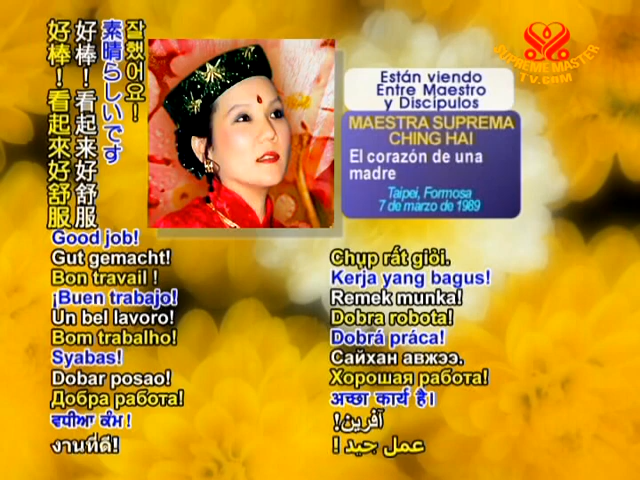 好棒！看起來好舒服
好棒！看起来好舒服
素晴らしいです
잘했어요!
SUPREME MASTER
TV.COM
Están viendo
Entre Maestro
y Discípulos
MAESTRA SUPREMA
CHING HAI
El corazón de una
madre
Taipei, Formosa
7 de marzo de 1989
Good job!
Gut gemacht!
Bon travail !
¡Buen trabajo!
Un bel lavoro!
Bom trabalho!
Syabas!
Dobar posao!
Добра работа!
ਵਧੀਆ ਕੰਮ!
งานที่ดี!
Chụp rất giỏi.
Kerja yang bagus!
Remek munka!
Dobra robota!
Dobrá práca!
Сайхан авжээ.
Хорошая работа!
अच्छा कार्य है।
آفرین!
عمل جيد !